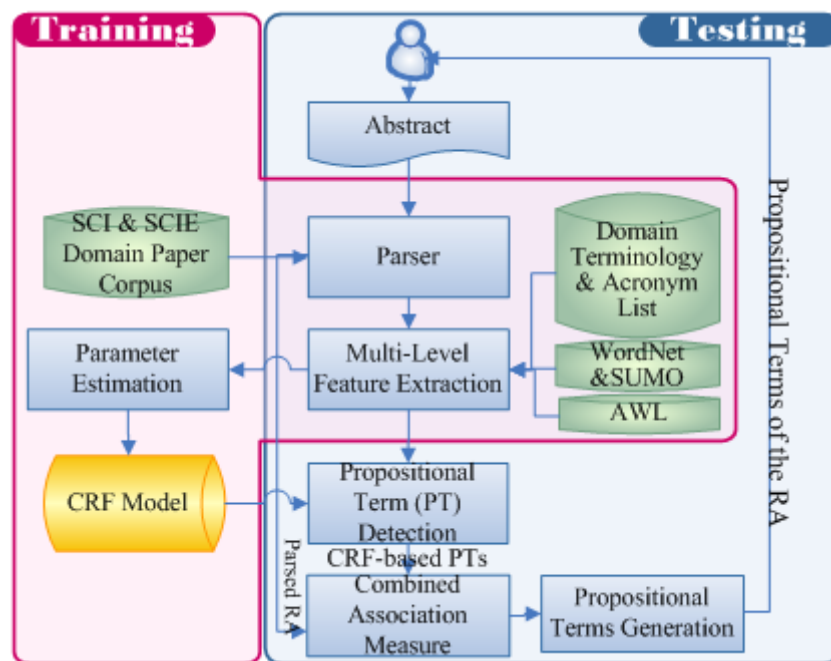 Training
Testing
Abstract
SCI & SCIE
Domain Paper
Corpus
Parser
Domain
Terminology
& Acronym
List
Parameter
Estimation
Multi-Level
Feature Extraction
WordNet
&SUMO
AWL
Propositional Terms of the RA
CRF Model
Propositional
Term (PT)
Detection
CRF-based PTs
Parsed RA
Combined
Association
Measure
Propositional
Terms Generation